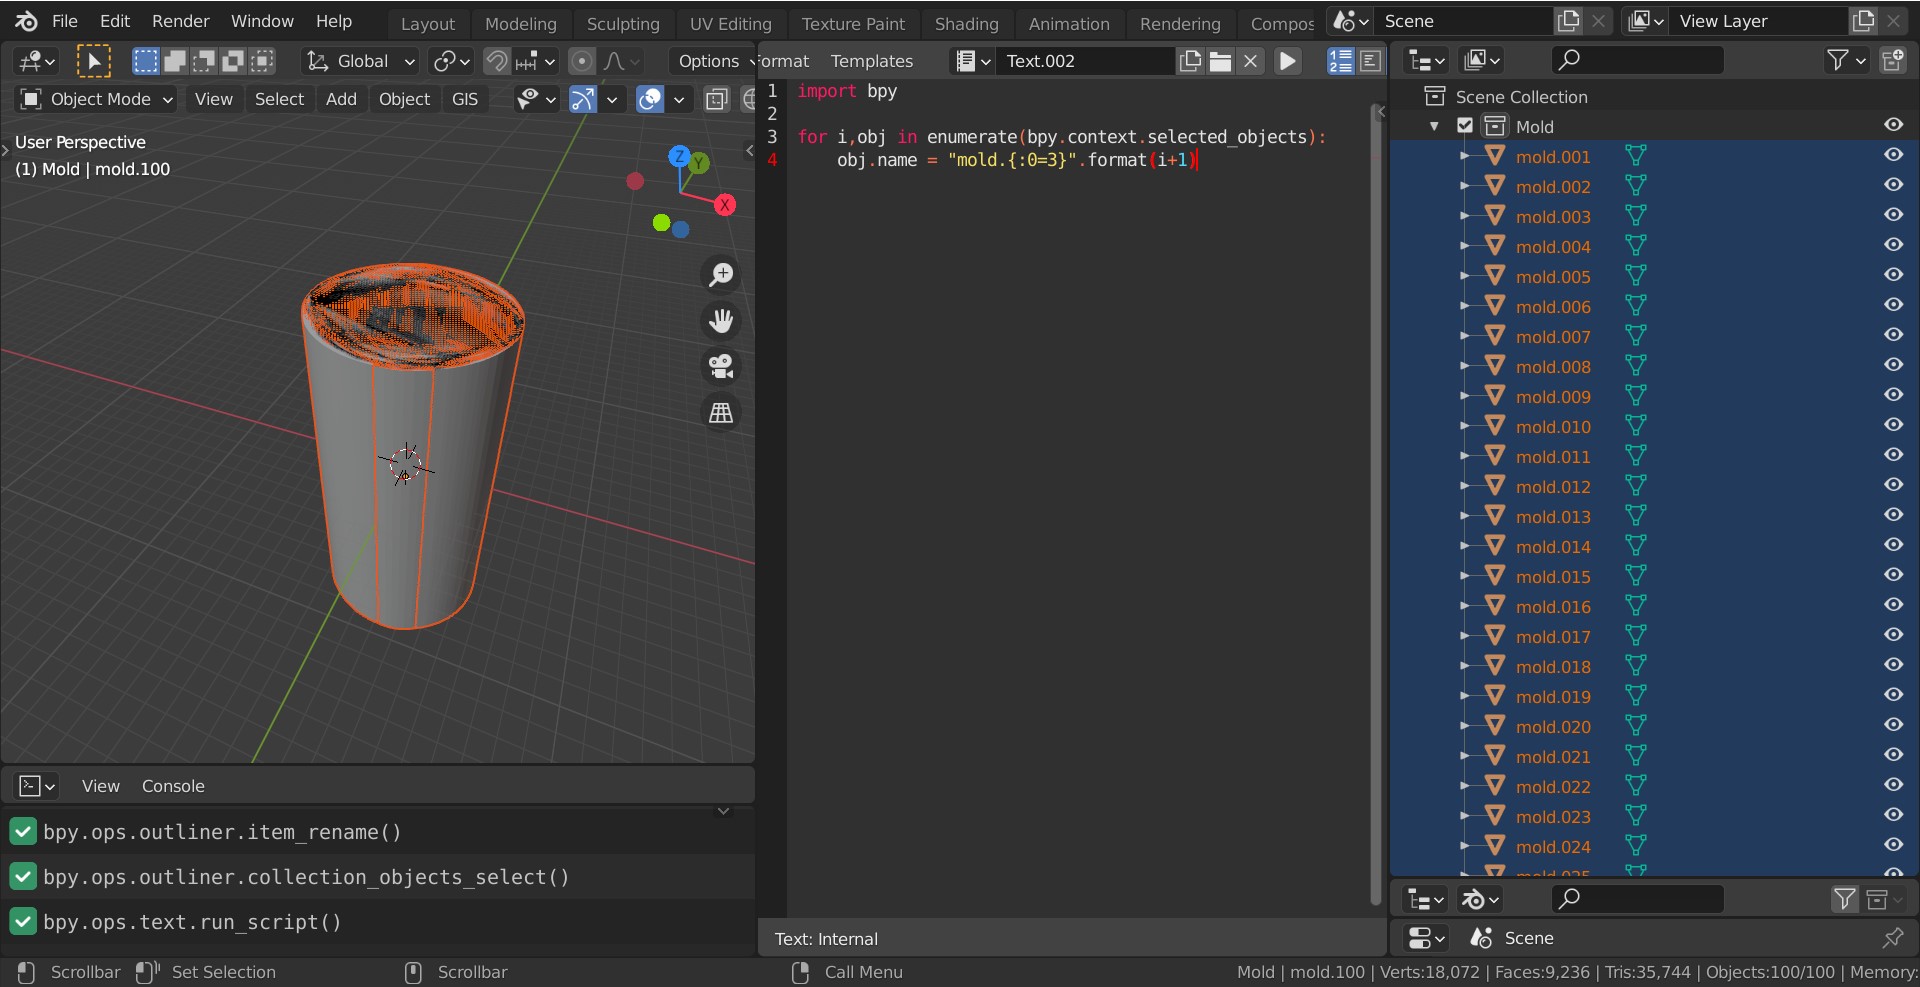 File Edit Render Window Help Layout Modeling Sculpting UV Editing Texture Paint Shading Animation Rendering Compos Scene View Layer
Global Options
Object Mode View Select Add Object GIS
User Perspective
(1) Mold | mold.100
Z
Y
X
View Console
bpy.ops.outliner.item_rename()
bpy.ops.outliner.collection_objects_select()
bpy.ops.text.run_script()
ormat Templates Text.002
1 import bpy
2
3 for i,obj in enumerate(bpy.context.selected_objects):
4 obj.name = "mold.{:0=3}".format(i+1)
Text: Internal
Scene Collection
Mold
mold.001
mold.002
mold.003
mold.004
mold.005
mold.006
mold.007
mold.008
mold.009
mold.010
mold.011
mold.012
mold.013
mold.014
mold.015
mold.016
mold.017
mold.018
mold.019
mold.020
mold.021
mold.022
mold.023
mold.024
mold.025
Scene
Scrollbar Set Selection Scrollbar Call Menu Mold | mold.100 | Verts:18,072 | Faces:9,236 | Tris:35,744 | Objects:100/100 | Memory: